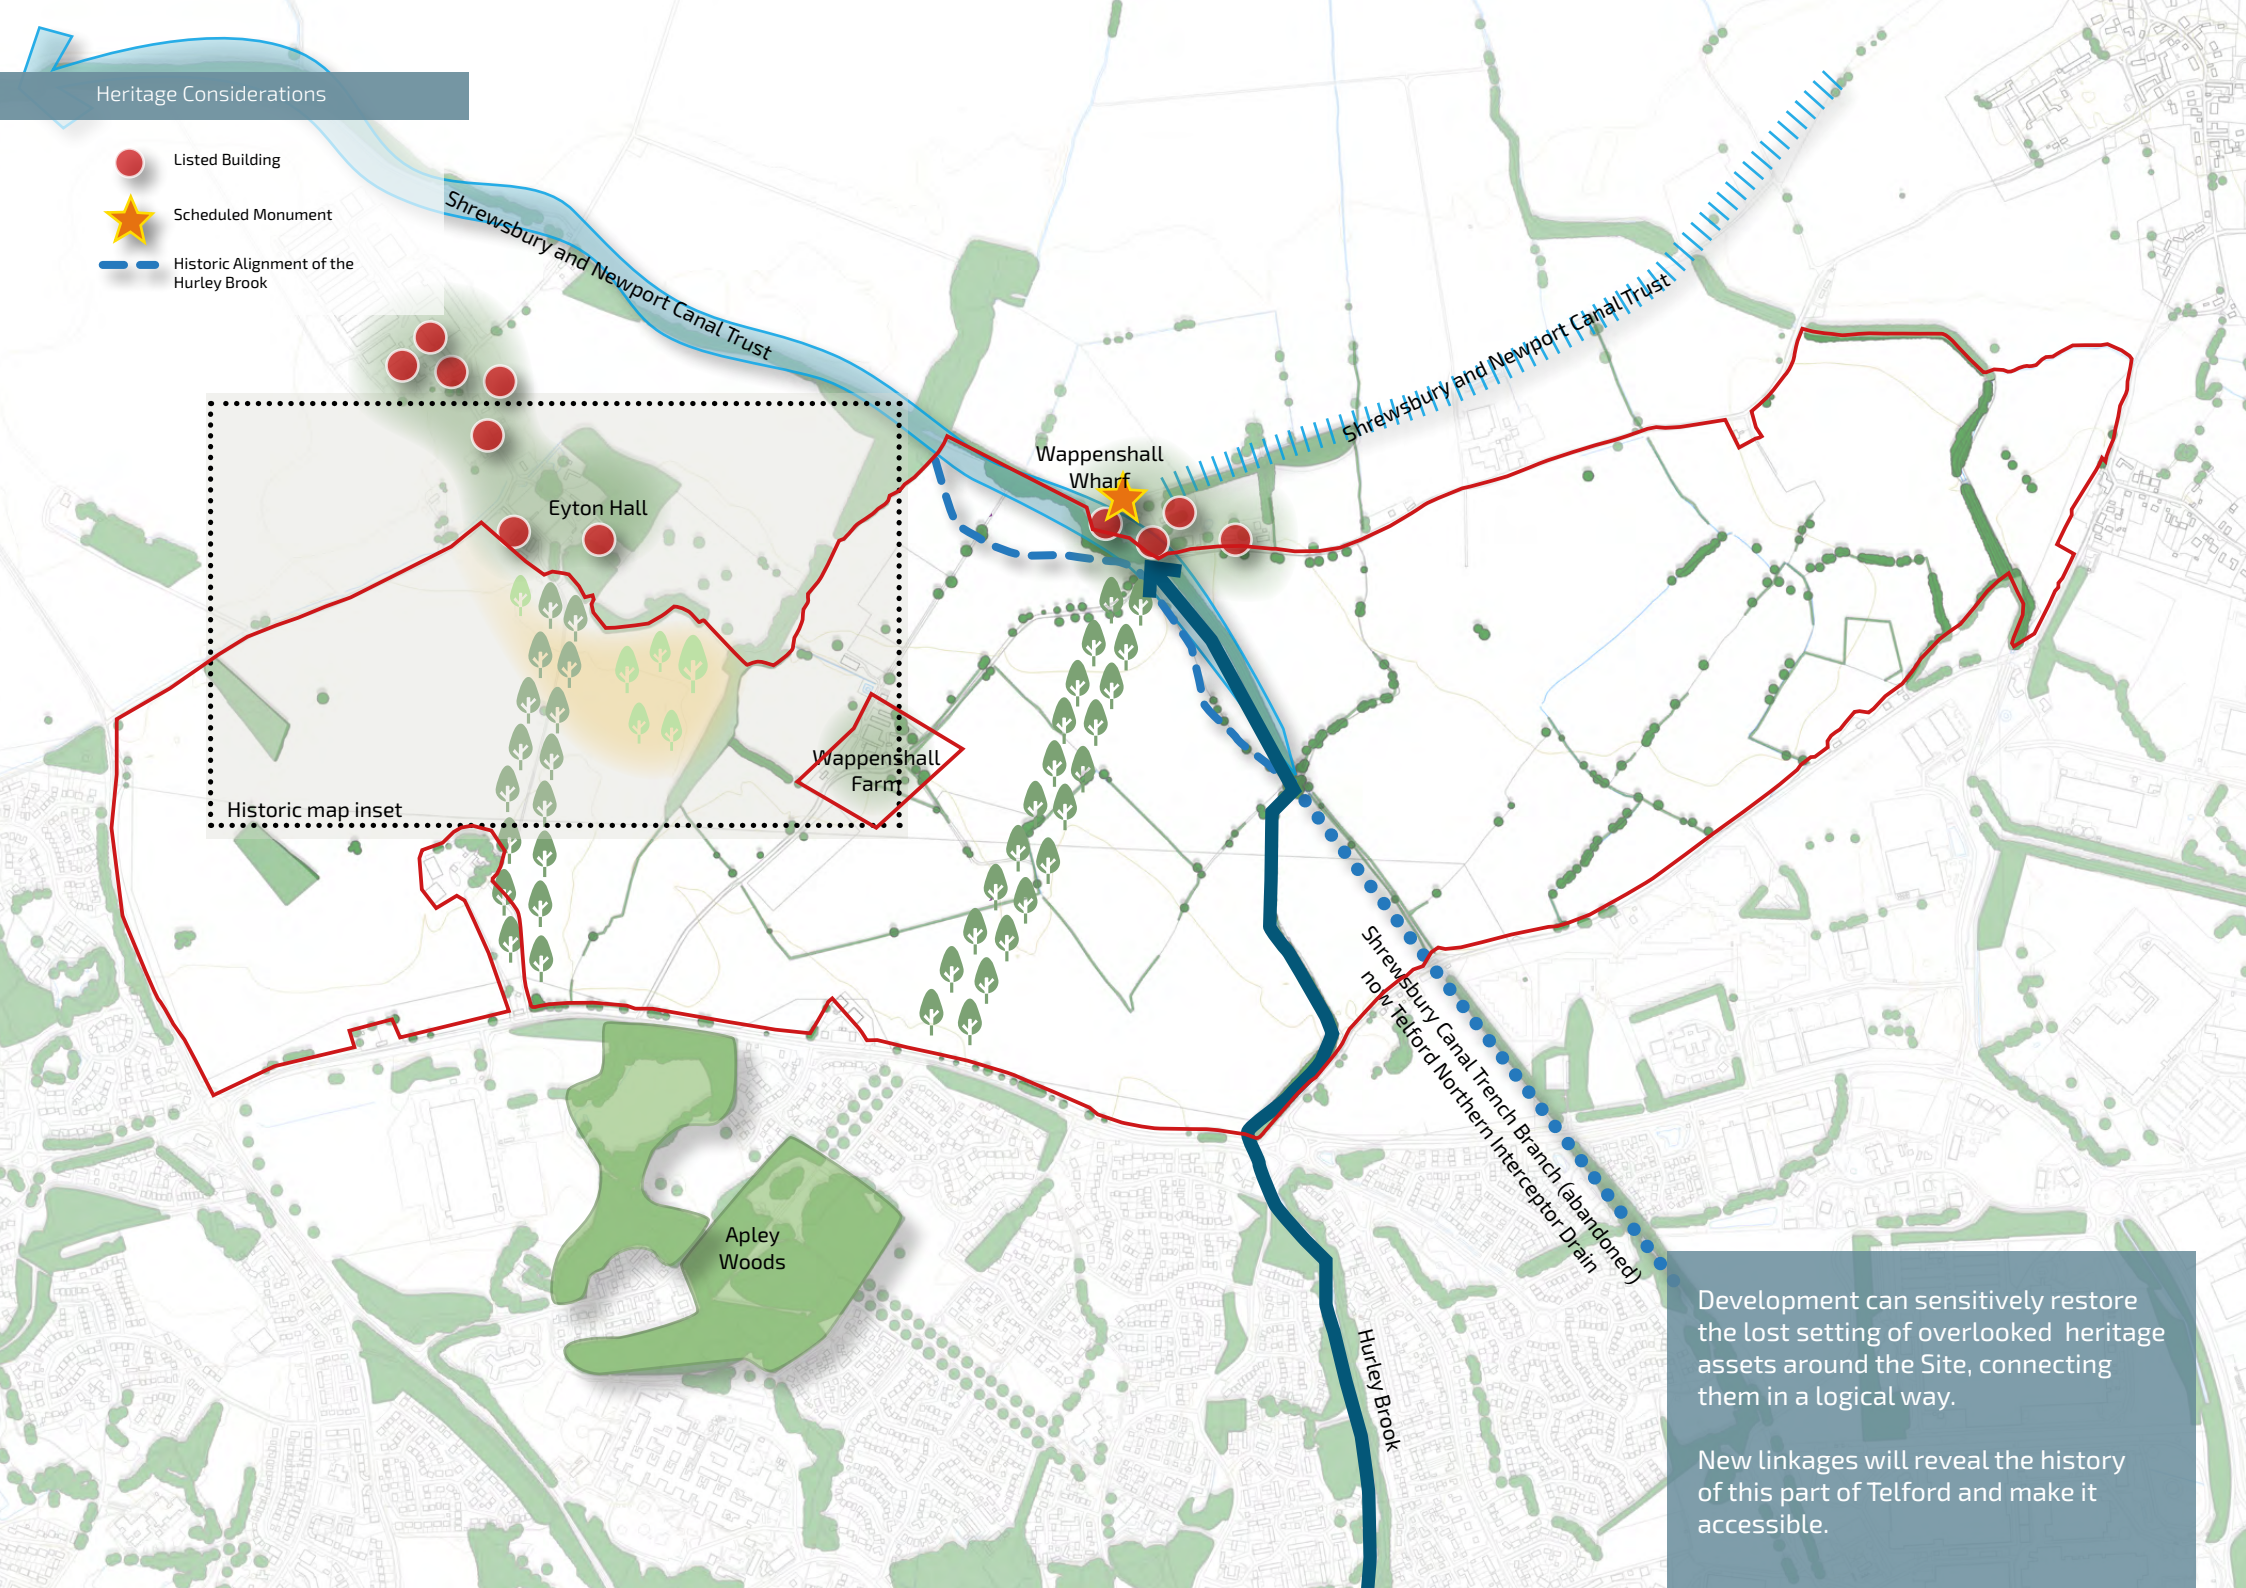 Heritage Considerations
Listed Building
Scheduled Monument
Historic Alignment of the
Hurley Brook
Shrewsbury and Newport Canal Trust
Shrewsbury and Newport Canal Trust
Wappenshall
Wharf
Eyton Hall
Wappenshall
Farm
Historic map inset
Shrewsbury Canal Trench Branch (abandoned)
now Telford Northern Interceptor Drain
Apley
Woods
Hurley Brook
Development can sensitively restore
the lost setting of overlooked heritage
assets around the Site, connecting
them in a logical way.
New linkages will reveal the history
of this part of Telford and make it
accessible.